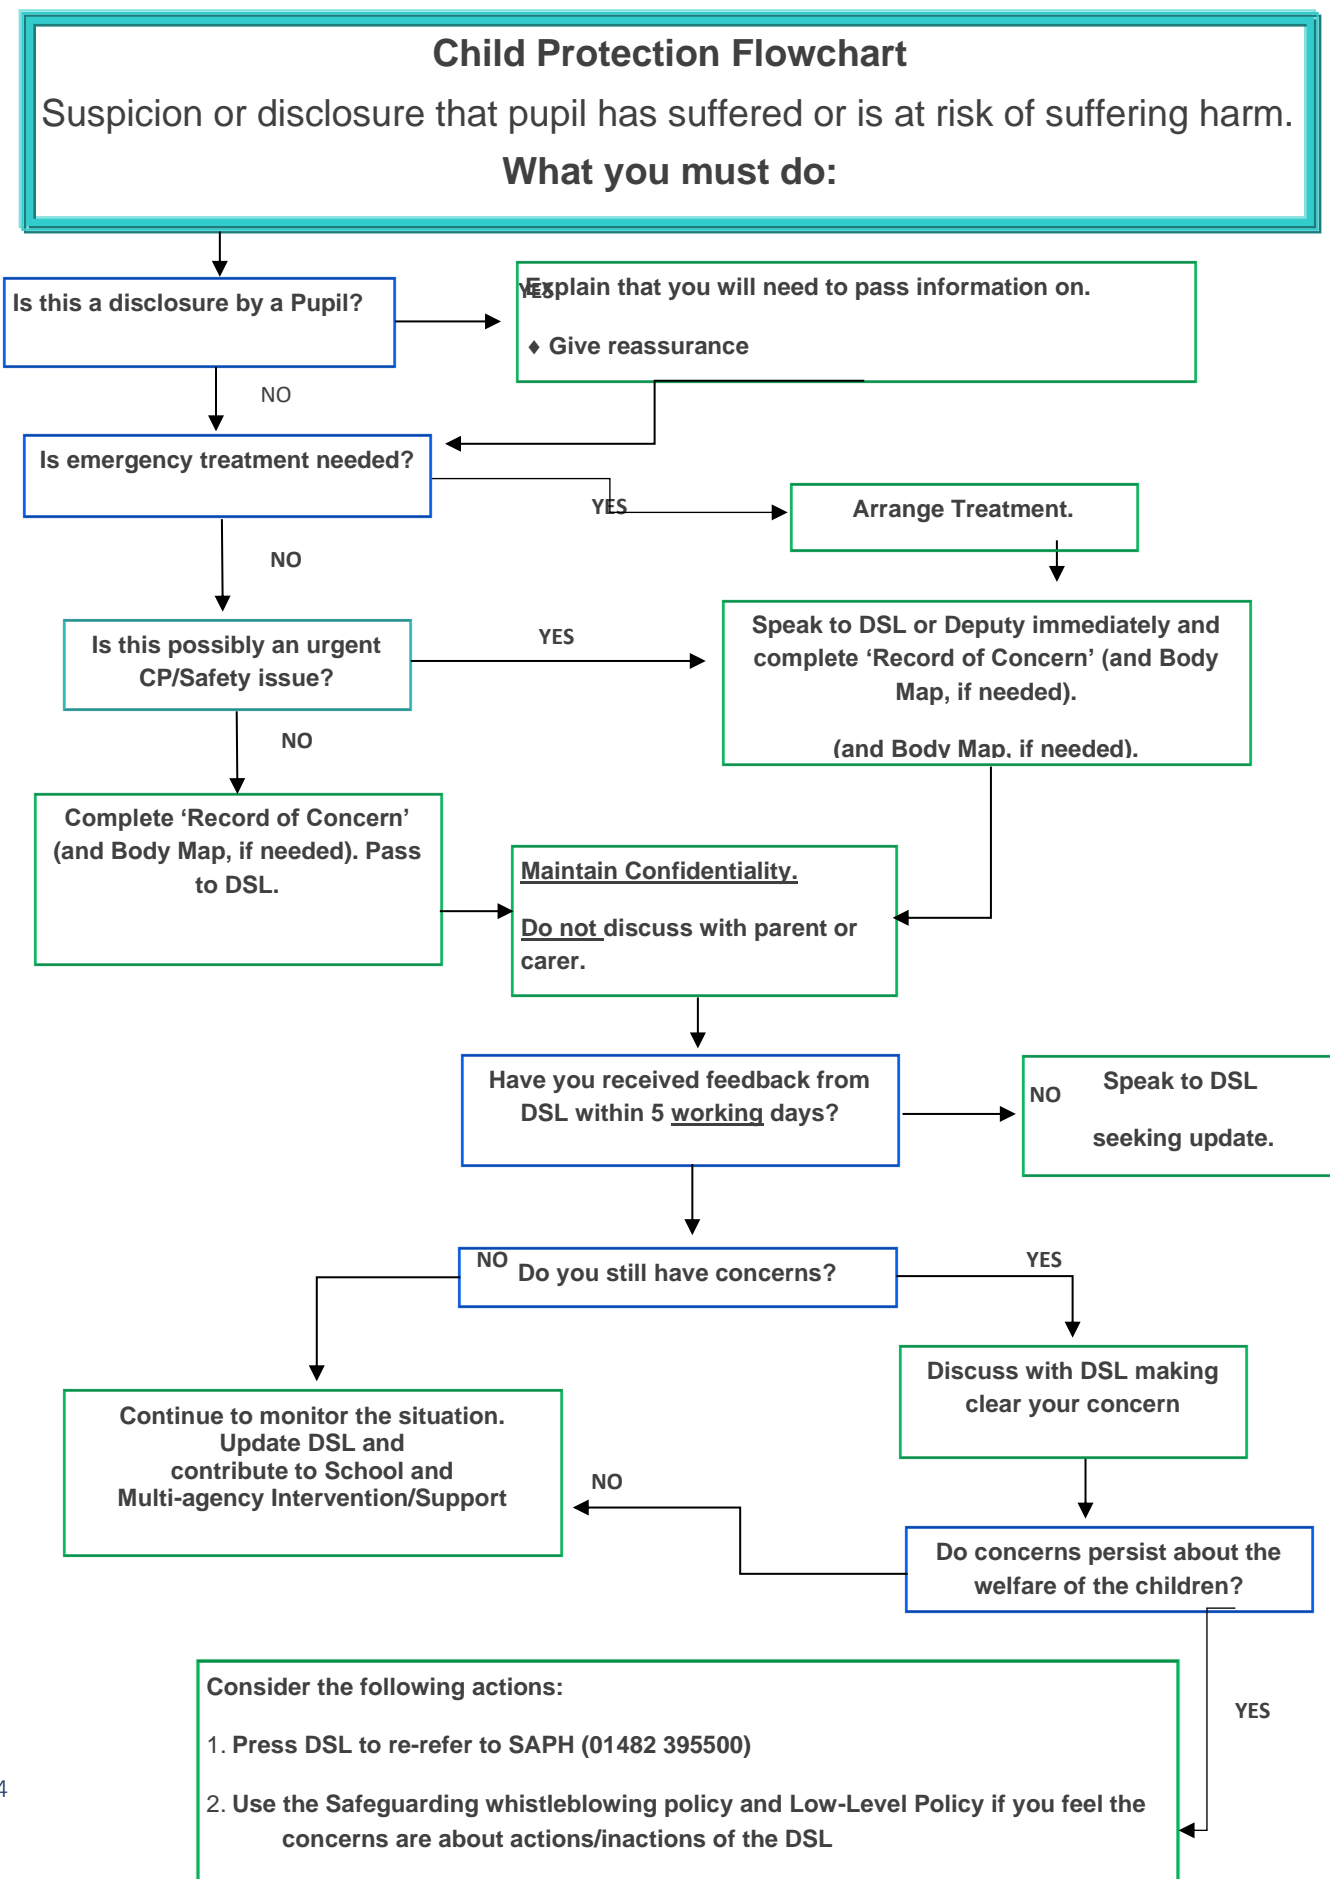 Child Protection Flowchart
Suspicion or disclosure that pupil has suffered or is at risk of suffering harm.
What you must do:
Is this a disclosure by a Pupil?
YES
Explain that you will need to pass information on.
♦ Give reassurance
NO
Is emergency treatment needed?
YES
Arrange Treatment.
NO
Is this possibly an urgent
CP/Safety issue?
YES
Speak to DSL or Deputy immediately and
complete ‘Record of Concern’ (and Body
Map, if needed).
(and Body Map, if needed).
NO
Complete ‘Record of Concern’
(and Body Map, if needed). Pass
to DSL.
Maintain Confidentiality.
Do not discuss with parent or
carer.
Have you received feedback from
DSL within 5 working days?
NO
Speak to DSL
seeking update.
NO
Do you still have concerns?
YES
Discuss with DSL making
clear your concern
Continue to monitor the situation.
Update DSL and
contribute to School and
Multi-agency Intervention/Support
NO
Do concerns persist about the
welfare of the children?
YES
Consider the following actions:
1. Press DSL to re-refer to SAPH (01482 395500)
2. Use the Safeguarding whistleblowing policy and Low-Level Policy if you feel the
concerns are about actions/inactions of the DSL
4